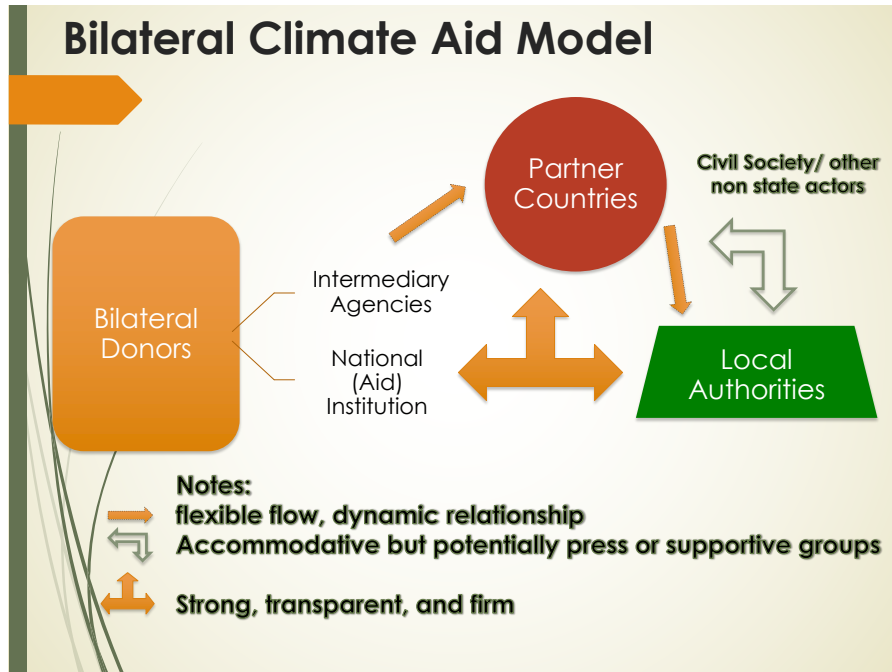 Bilateral Climate Aid Model
Partner
Countries
Civil Society/ other
non state actors
Intermediary
Agencies
Bilateral
Donors
National
(Aid)
Institution
Local
Authorities
Notes:
flexible flow, dynamic relationship
Accommodative but potentially press or supportive groups
Strong, transparent, and firm